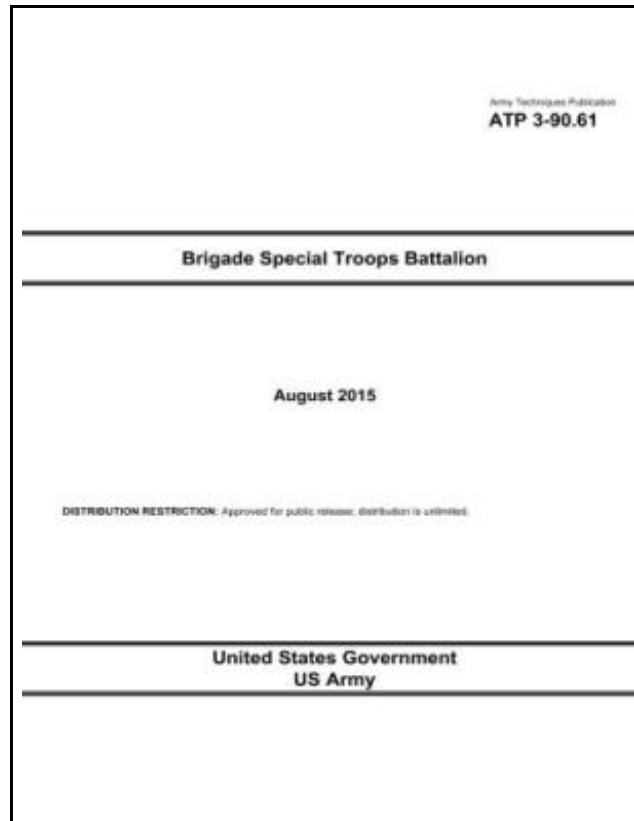 Army Techniques Publication
ATP 3-90.61
Brigade Special Troops Battalion
August 2015
DISTRIBUTION RESTRICTION: Approved for public release; distribution is unlimited.
United States Government
US Army